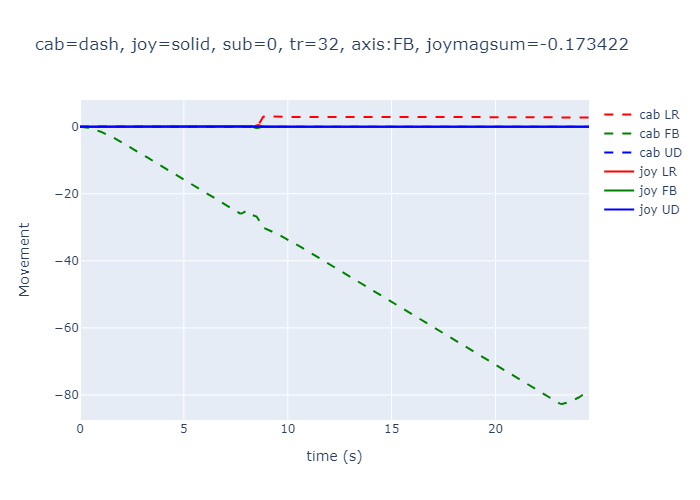 cab=dash, joy=solid, sub=0, tr=32, axis:FB, joymagsum=-0.173422
cab LR
cab FB
cab UD
joy LR
joy FB
joy UD
0
−20
−40
−60
−80
Movement
0
5
10
15
20
time (s)